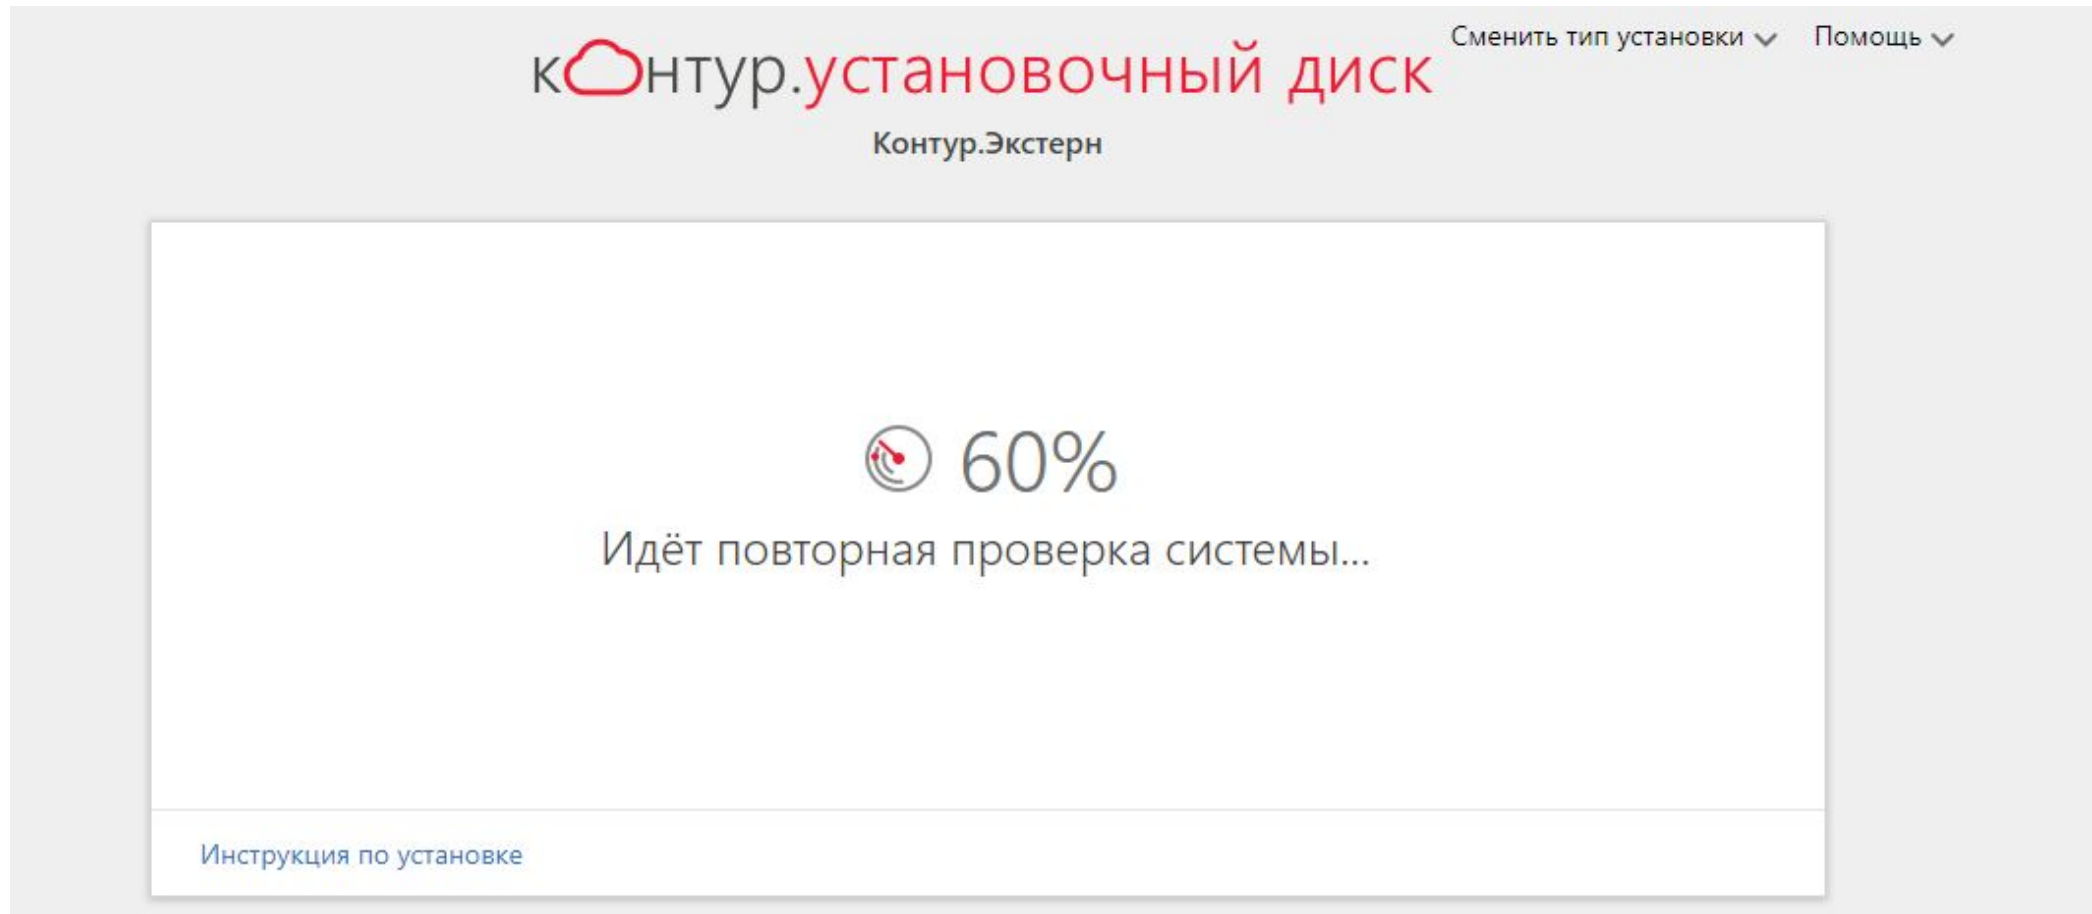 Сменить тип установки Помощь
контур.установочный диск
Контур.Экстерн
60%
Идёт повторная проверка системы...
Инструкция по установке